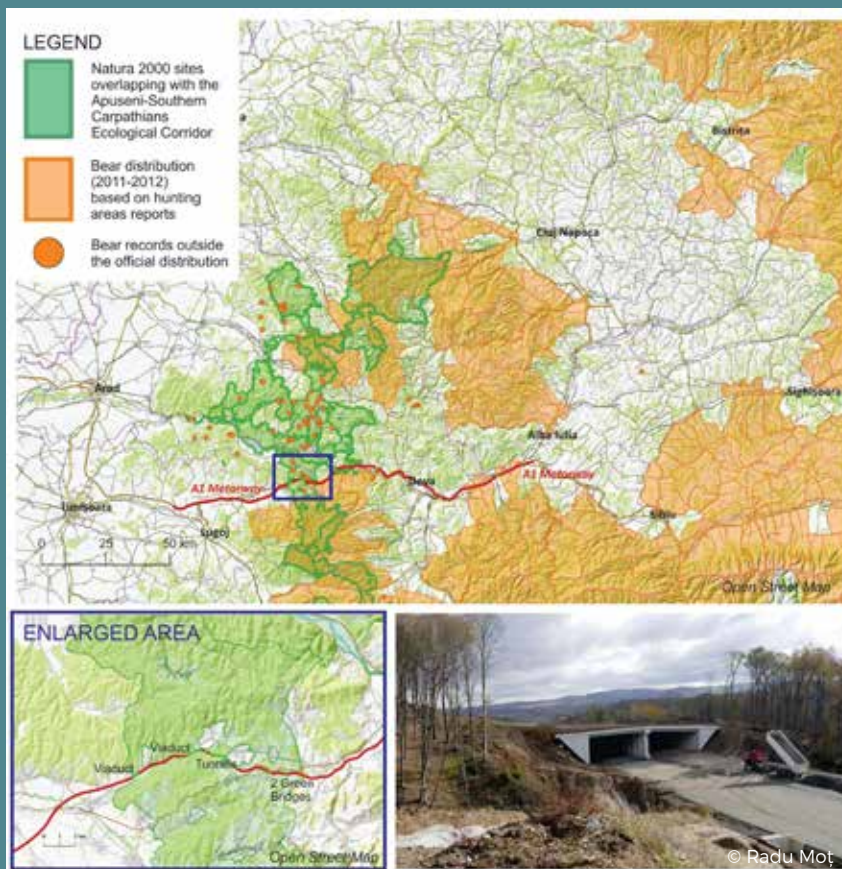 LEGEND
Natura 2000 sites
overlapping with the
Apuseni-Southern
Carpathians
Ecological Corridor
Bear distribution
(2011-2012)
based on hunting
areas reports
Bear records outside
the official distribution
Bistrita
Cluj Napoca
Arad
Sighisoara
Alba Iulia
A1 Motorway
Deva
A1 Motorway
Timisoara
Sibiu
Lugoj
0 25 50 km
Open Street Map
ENLARGED AREA
Viaduct
Viaduct
Tunnels
2 Green
Bridges
Open Street Map
© Radu Moț